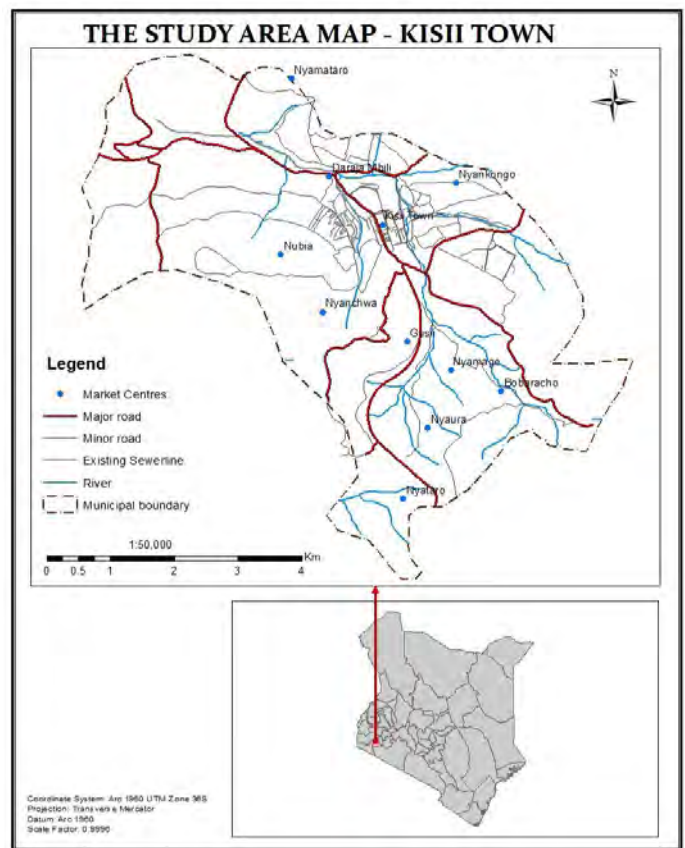 THE STUDY AREA MAP - KISII TOWN
Nyamataro
N
Daraja Mbili
Nyankongo
Kisii Town
Nubia
Nyanchwa
Gusii
Nyamage
Bobaracho
Nyaura
Nyataro
Legend
Market Centres
Major road
Minor road
Existing Sewerline
River
Municipal boundary
1:50,000
Km
0 0.5 1 2 3 4
Coordinate System: Arc 1960 UTM Zone 36S
Projection: Transverse Mercator
Datum: Arc 1960
Scale Factor: 0.9996